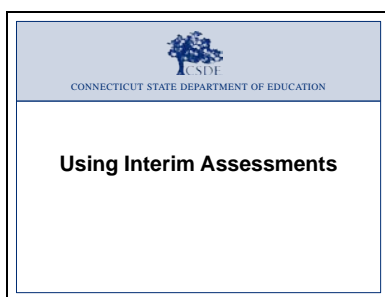 CSDE
CONNECTICUT STATE DEPARTMENT OF EDUCATION
Using Interim Assessments